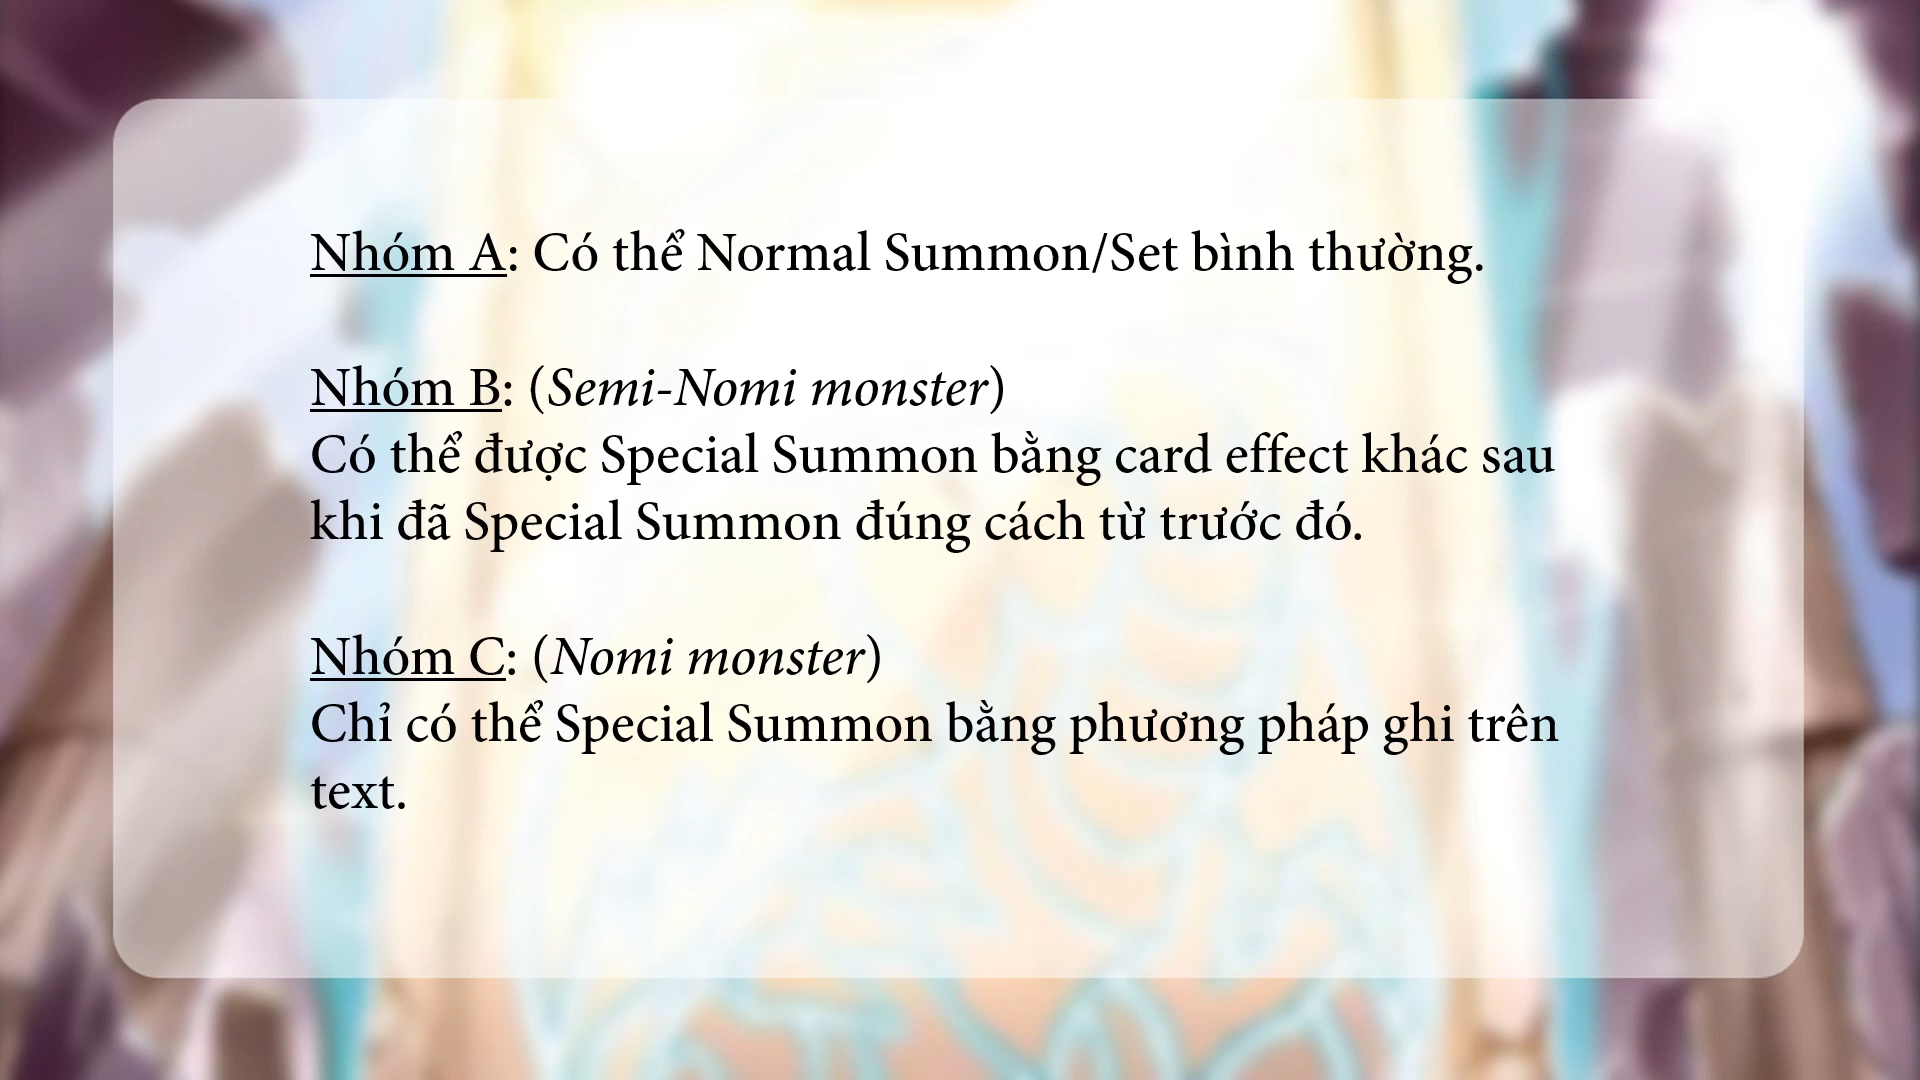 Nhóm A: Có thể Normal Summon/Set bình thường.
Nhóm B: (Semi-Nomi monster)
Có thể được Special Summon bằng card effect khác sau
khi đã Special Summon đúng cách từ trước đó.
Nhóm C: (Nomi monster)
Chỉ có thể Special Summon bằng phương pháp ghi trên
text.